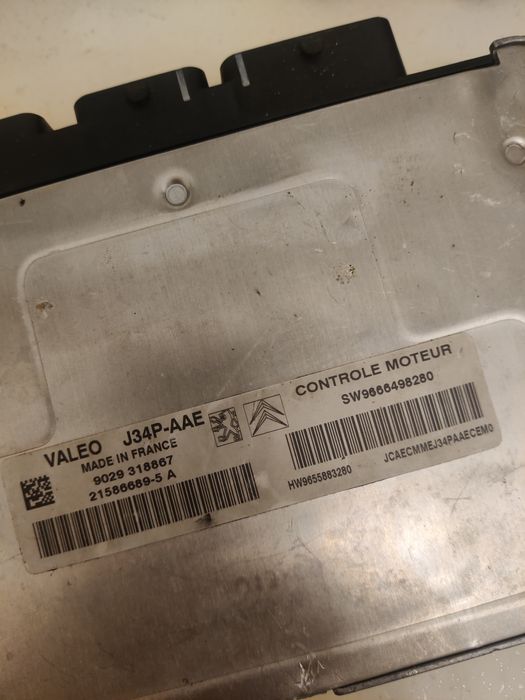 VALEO J34P-AAE
MADE IN FRANCE
9029 318867
21586689-5 A
CONTROLE MOTEUR
SW9666498280
HW9655883280
JCAECMMEJ34PAAECEM0